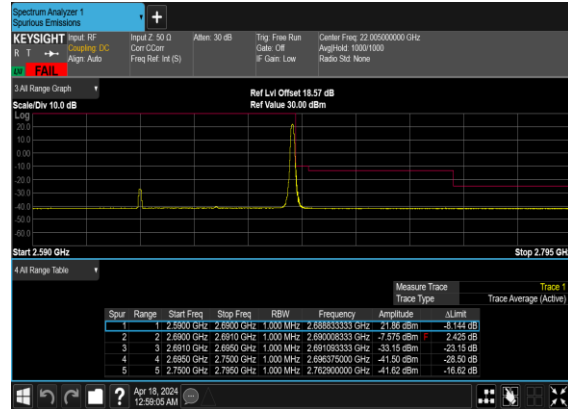 Spectrum Analyzer 1
Spurious Emissions
KEYSIGHT Input: RF Input Z: 50 Ω Atten: 30 dB Trig: Free Run Center Freq: 22.005000000 GHz
R T Coupling: DC Corr CCorr Gate: Off Avg|Hold: 1000/1000
Align: Auto Freq Ref: Int (S) IF Gain: Low Radio Std: None
FAIL
3 All Range Graph Ref Lvl Offset 18.57 dB
Scale/Div 10.0 dB Ref Value 30.00 dBm
Log
20.0
10.0
0.00
-10.0
-20.0
-30.0
-40.0
-50.0
-60.0
Start 2.590 GHz Stop 2.795 GH
4 All Range Table
Measure Trace Trace 1
Trace Type Trace Average (Active)
Spur Range Start Freq Stop Freq RBW Frequency Amplitude ΔLimit
1 1 2.5900 GHz 2.6900 GHz 1.000 MHz 2.688833333 GHz 21.86 dBm -8.144 dB
2 2 2.6900 GHz 2.6910 GHz 1.000 MHz 2.690008333 GHz -7.575 dBm F 2.425 dB
3 3 2.6910 GHz 2.6950 GHz 1.000 MHz 2.691093333 GHz -33.15 dBm -23.15 dB
4 4 2.6950 GHz 2.7500 GHz 1.000 MHz 2.696375000 GHz -41.50 dBm -28.50 dB
5 5 2.7500 GHz 2.7950 GHz 1.000 MHz 2.762900000 GHz -41.62 dBm -16.62 dB
? Apr 18, 2024
12:59:05 AM